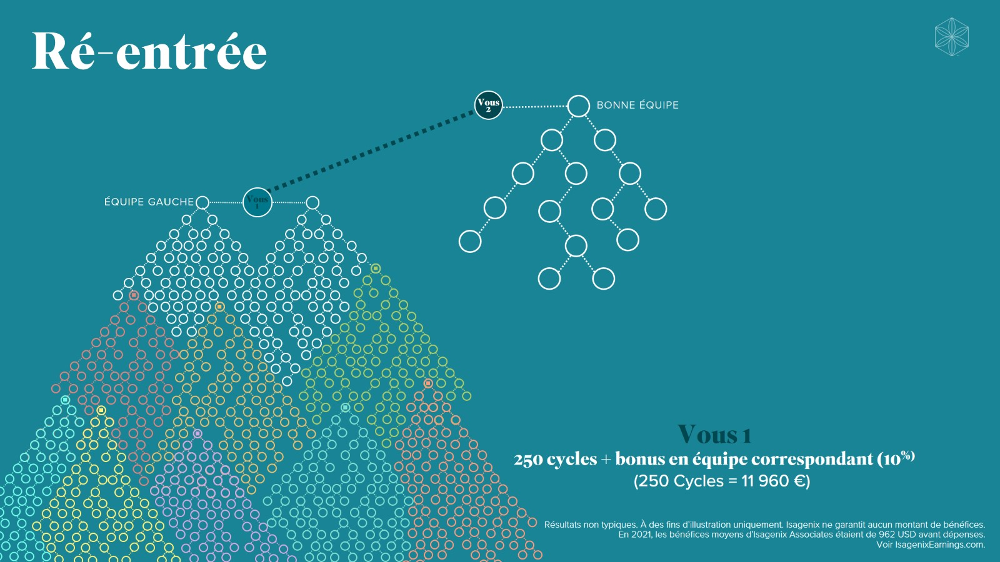 Ré-entrée
Vous
2
BONNE ÉQUIPE
ÉQUIPE GAUCHE
Vous
1
Vous 1
250 cycles + bonus en équipe correspondant (10%)
(250 Cycles = 11 960 €)
Résultats non typiques. À des fins d'illustration uniquement. Isagenix ne garantit aucun montant de bénéfices.
En 2021, les bénéfices moyens d'Isagenix Associates étaient de 962 USD avant dépenses.
Voir IsagenixEarnings.com.